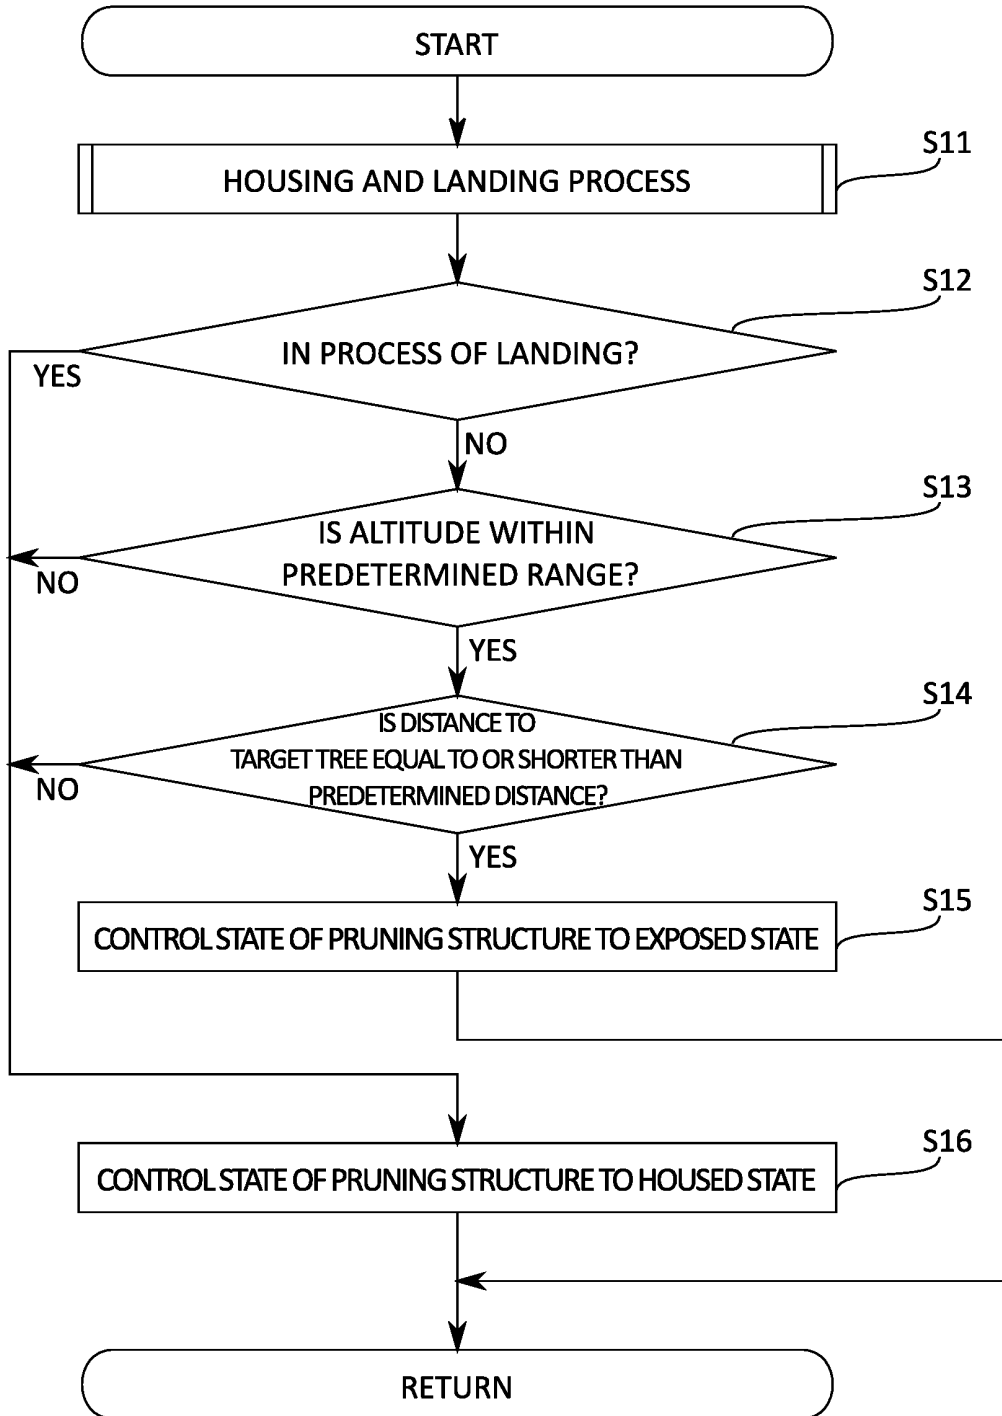 START
S11
HOUSING AND LANDING PROCESS
S12
IN PROCESS OF LANDING?
YES
NO
S13
IS ALTITUDE WITHIN
PREDETERMINED RANGE?
NO
YES
S14
IS DISTANCE TO
TARGET TREE EQUAL TO OR SHORTER THAN
PREDETERMINED DISTANCE?
NO
YES
S15
CONTROL STATE OF PRUNING STRUCTURE TO EXPOSED STATE
S16
CONTROL STATE OF PRUNING STRUCTURE TO HOUSED STATE
RETURN